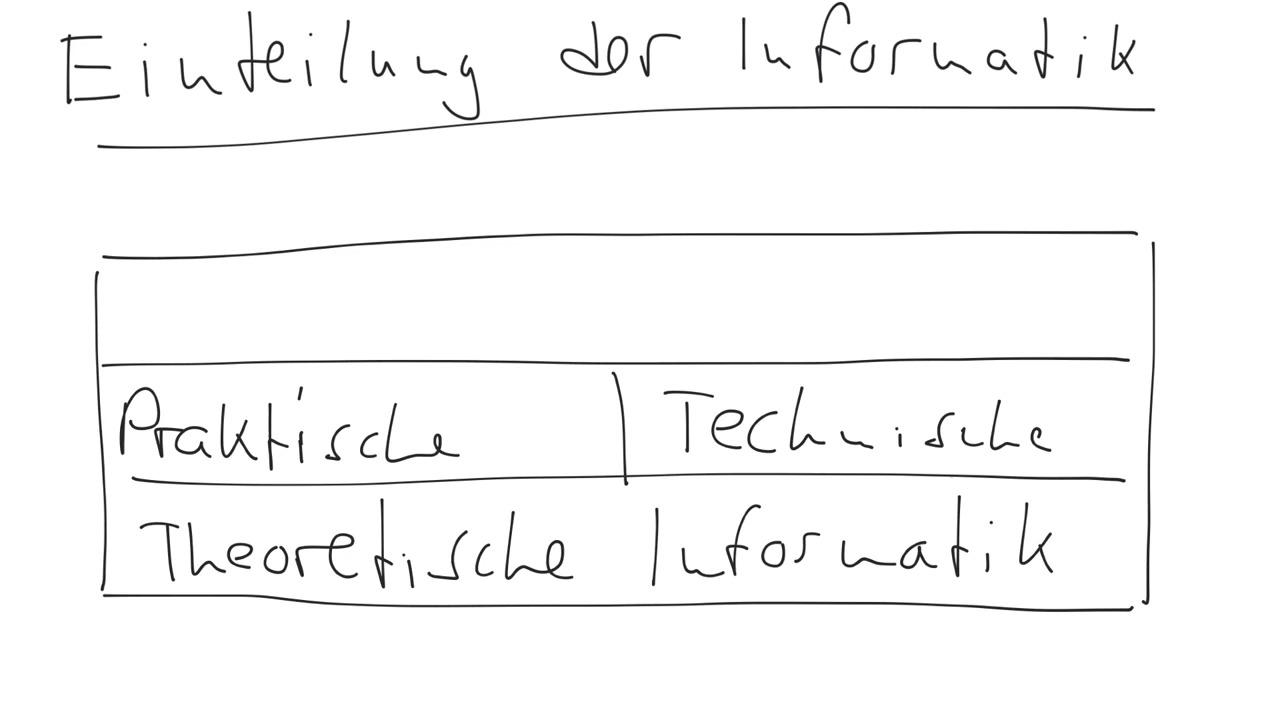 Einteilung der Informatik
Praktische Technische
Theoretische Informatik